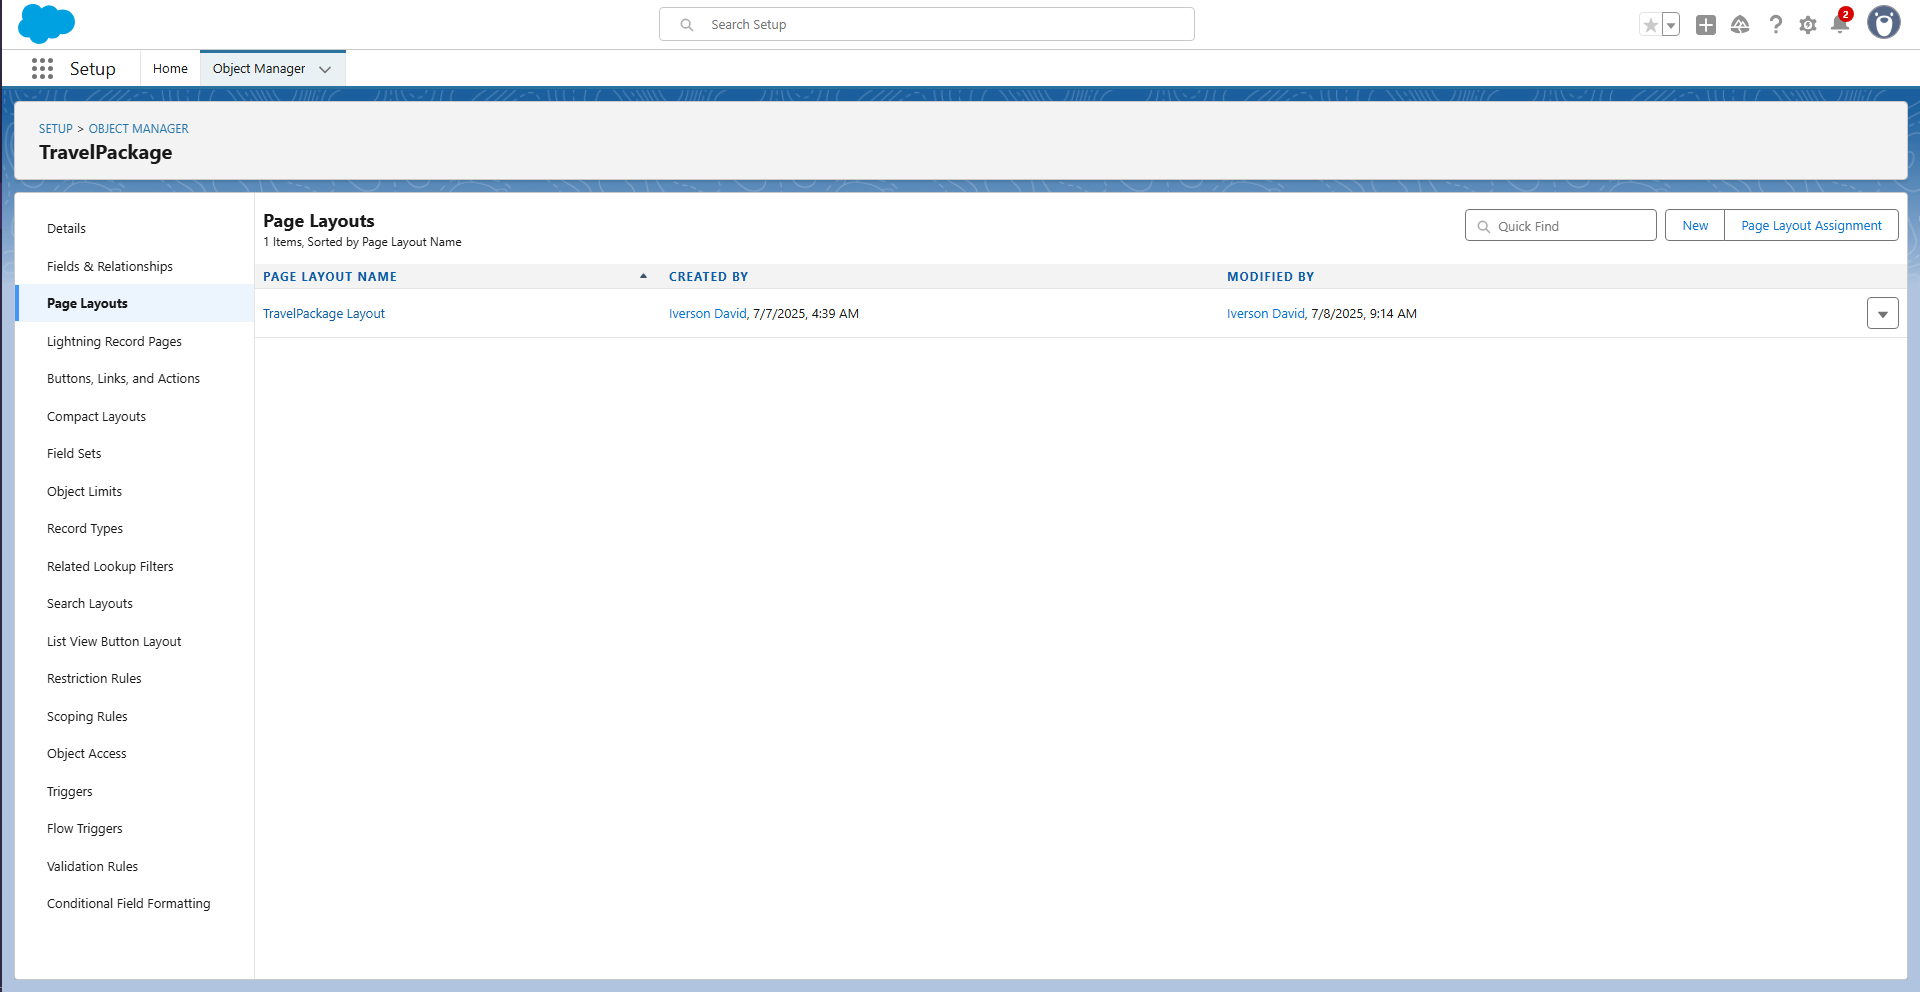 Search Setup
2
Setup
Home
Object Manager
SETUP > OBJECT MANAGER
TravelPackage
Details
Fields & Relationships
Page Layouts
Lightning Record Pages
Buttons, Links, and Actions
Compact Layouts
Field Sets
Object Limits
Record Types
Related Lookup Filters
Search Layouts
List View Button Layout
Restriction Rules
Scoping Rules
Object Access
Triggers
Flow Triggers
Validation Rules
Conditional Field Formatting
Page Layouts
1 Items, Sorted by Page Layout Name
Quick Find
New
Page Layout Assignment
PAGE LAYOUT NAME CREATED BY MODIFIED BY
TravelPackage Layout Iverson David, 7/7/2025, 4:39 AM Iverson David, 7/8/2025, 9:14 AM